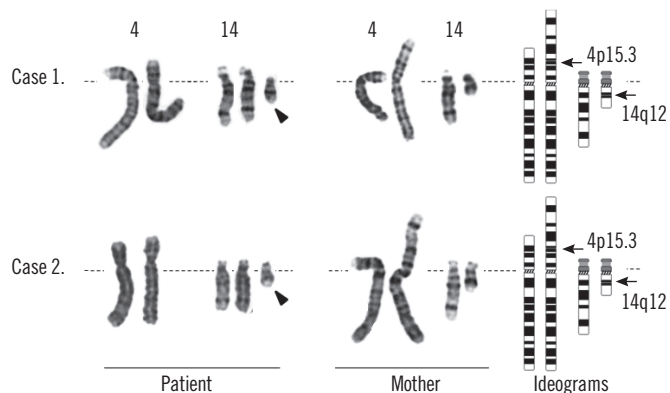 4 14 4 14
Case 1.
4p15.3
14q12
Case 2.
4p15.3
14q12
Patient Mother Ideograms